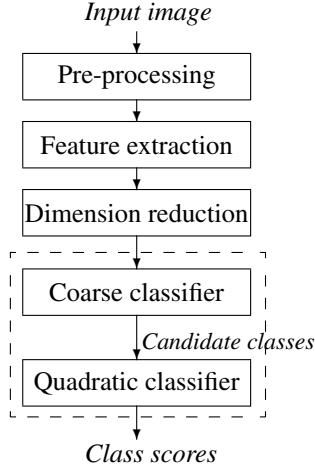 Input image
Pre-processing
Feature extraction
Dimension reduction
Coarse classifier
Candidate classes
Quadratic classifier
Class scores